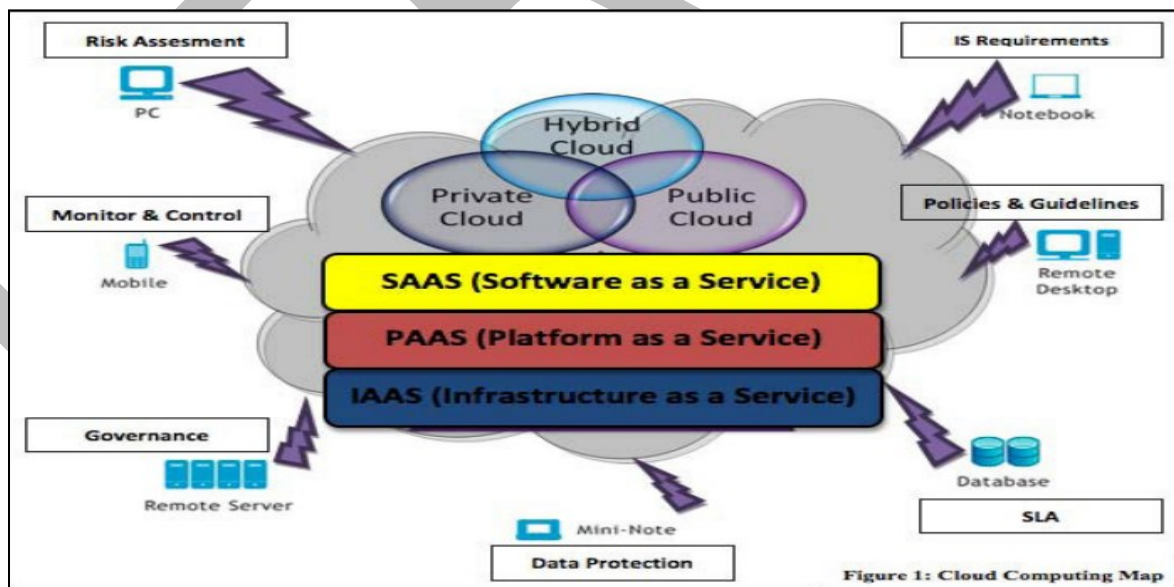 Risk Assesment
PC
IS Requirements
Notebook
Hybrid
Cloud
Private
Cloud
Public
Cloud
Monitor & Control
Mobile
Policies & Guidelines
Remote
Desktop
SAAS (Software as a Service)
PAAS (Platform as a Service)
IAAS (Infrastructure as a Service)
Governance
Remote Server
Database
SLA
Mini-Note
Data Protection
Figure 1: Cloud Computing Map